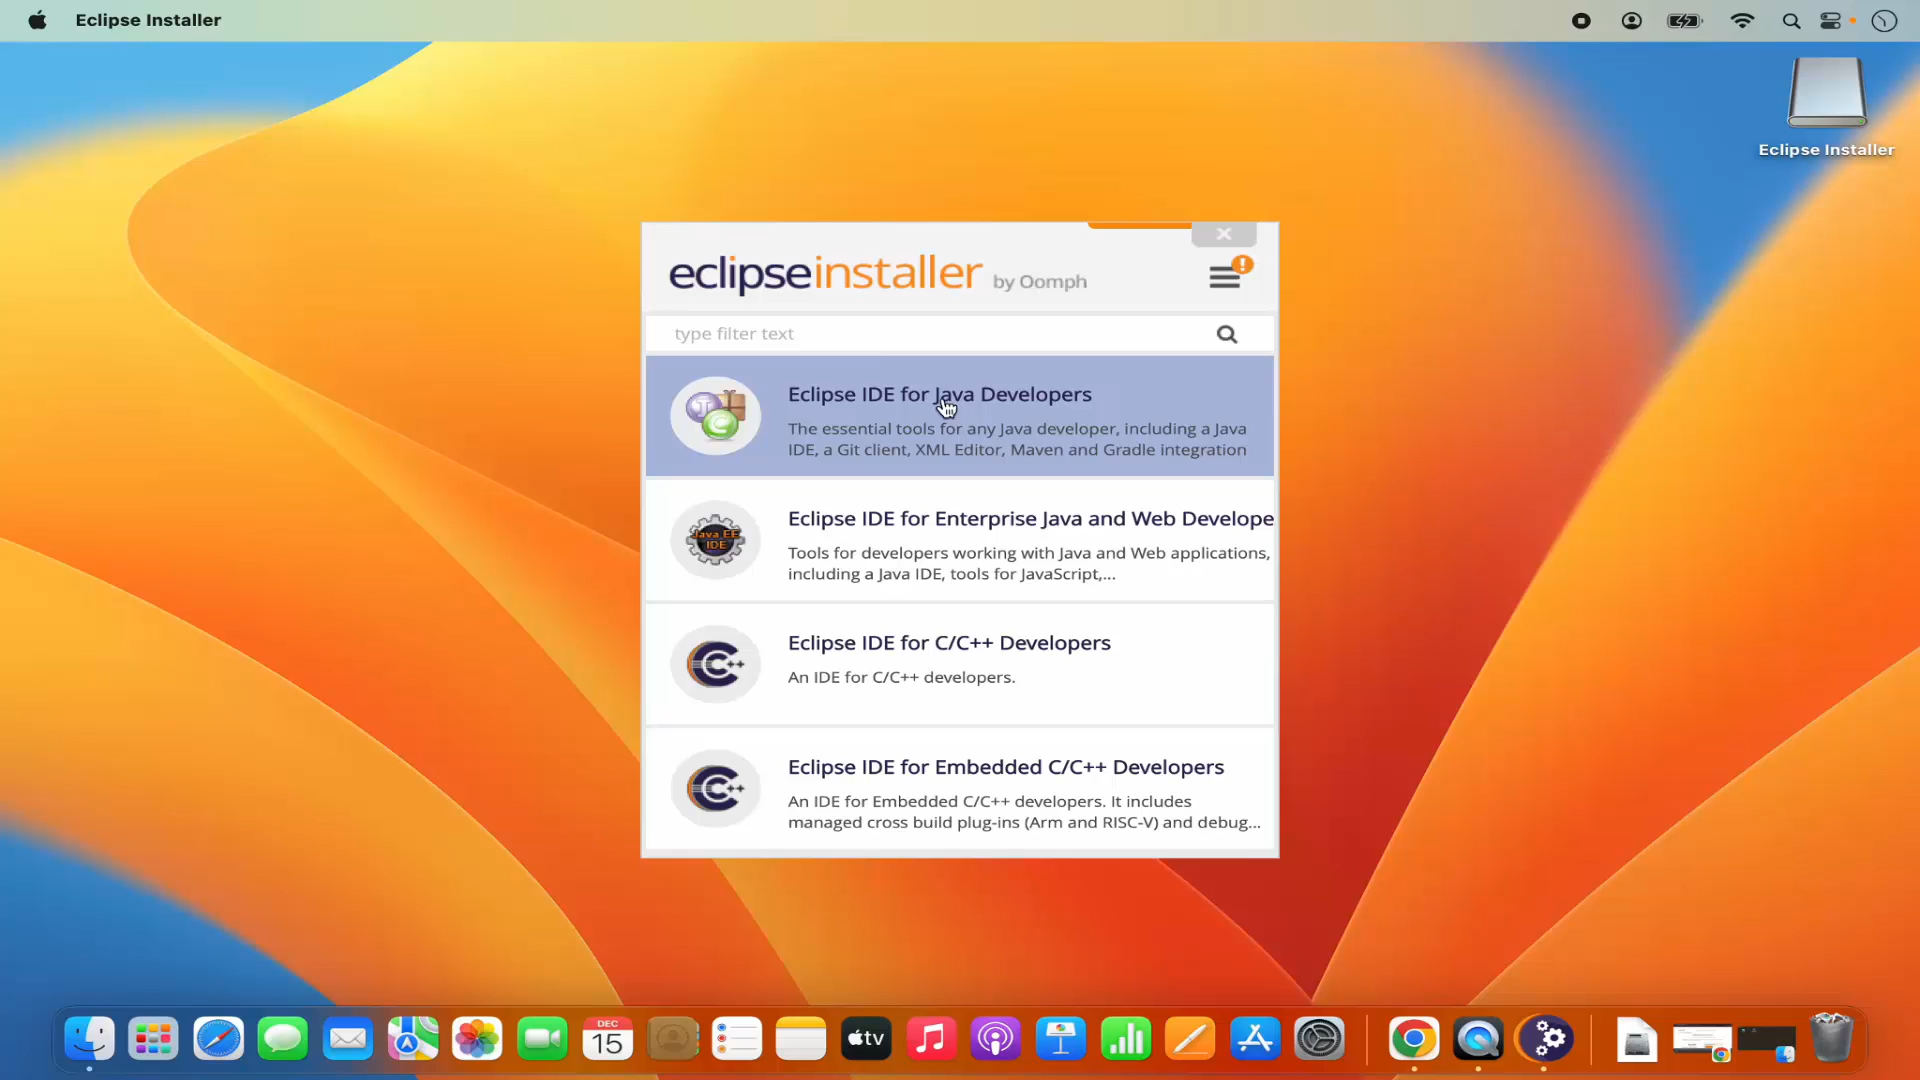 Eclipse Installer
Eclipse Installer
eclipseinstaller by Oomph
type filter text
Eclipse IDE for Java Developers
The essential tools for any Java developer, including a Java
IDE, a Git client, XML Editor, Maven and Gradle integration
Java EE
IDE
Eclipse IDE for Enterprise Java and Web Develope
Tools for developers working with Java and Web applications,
including a Java IDE, tools for JavaScript,...
C++
Eclipse IDE for C/C++ Developers
An IDE for C/C++ developers.
C++
Eclipse IDE for Embedded C/C++ Developers
An IDE for Embedded C/C++ developers. It includes
managed cross build plug-ins (Arm and RISC-V) and debug...
DEC
15
tv